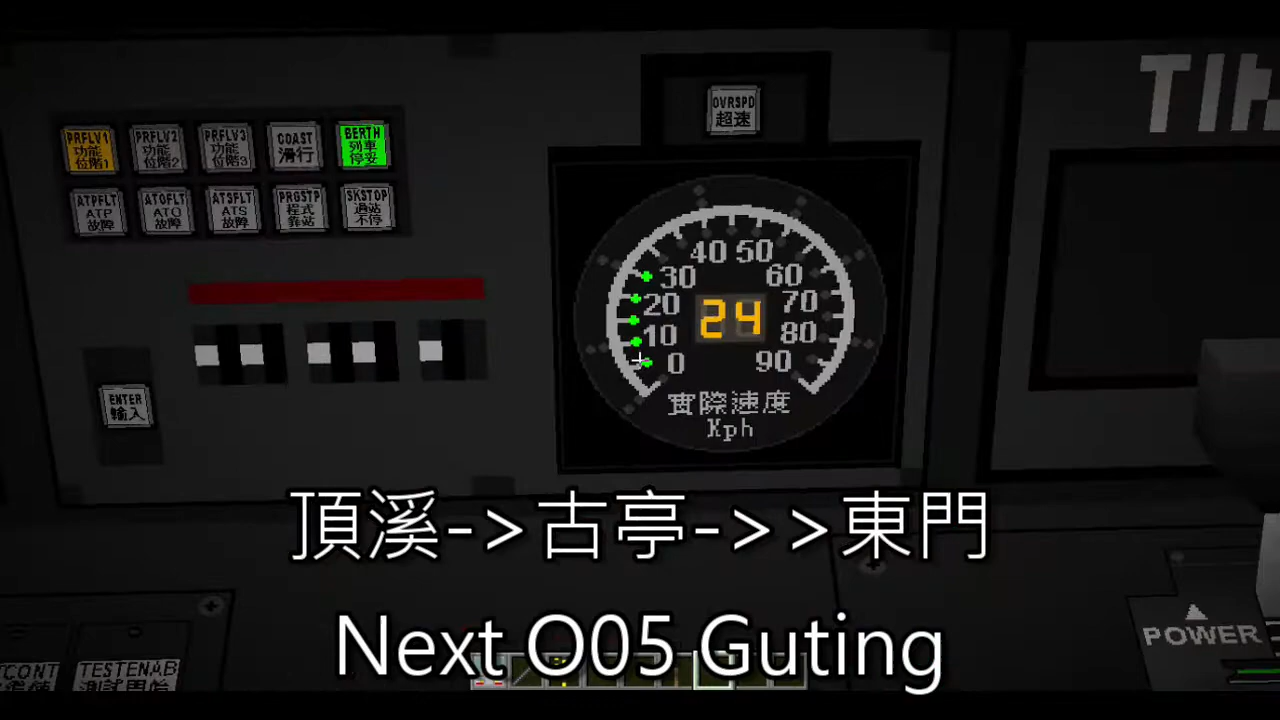 PRFLV1 功能 位階1
PRFLV2 功能 位階2
PRFLV3 功能 位階3
COAST 滑行
BERTH 列車 停妥
ATPFLT ATP 故障
ATOFLT ATO 故障
ATSFLT ATS 故障
PRGSTP 程式 靠站
SKSTOP 過站 不停
OVRSPD 超速
0 10 20 30 40 50 60 70 80 90
24
實際速度
Kph
ENTER 輸入
POWER
TESTENAB
頂溪->古亭->>東門
Next O05 Guting